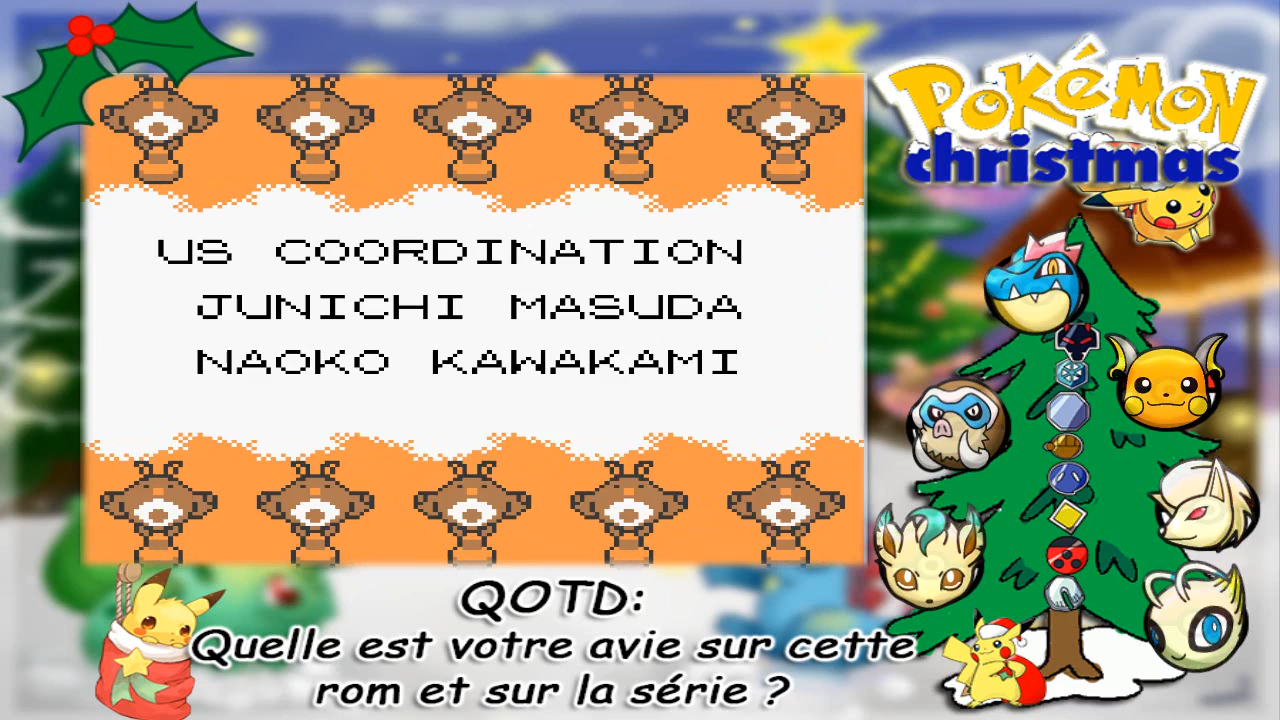 Pokémon
christmas
US COORDINATION
JUNICHI MASUDA
NAOKO KAWAKAMI
QOTD:
Quelle est votre avie sur cette
rom et sur la série ?